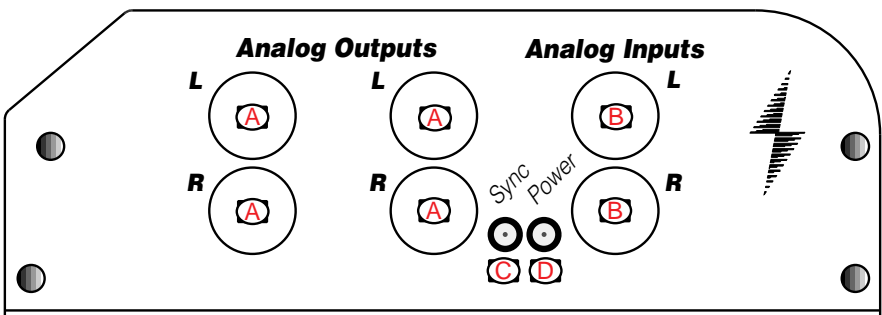 Analog Outputs Analog Inputs
L L L
A A B
Sync Power
R R R
A A B
C D